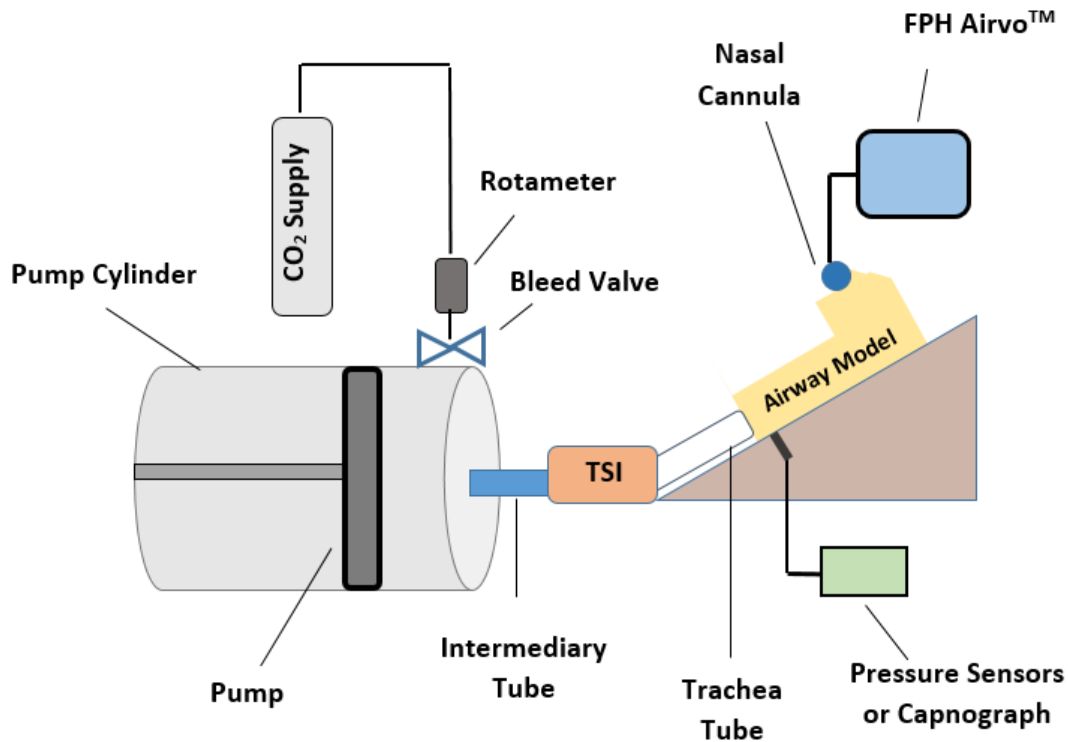 FPH Airvo™
Nasal
Cannula
CO₂ Supply
Rotameter
Pump Cylinder
Bleed Valve
Airway Model
TSI
Intermediary
Tube
Pump
Trachea
Tube
Pressure Sensors
or Capnograph